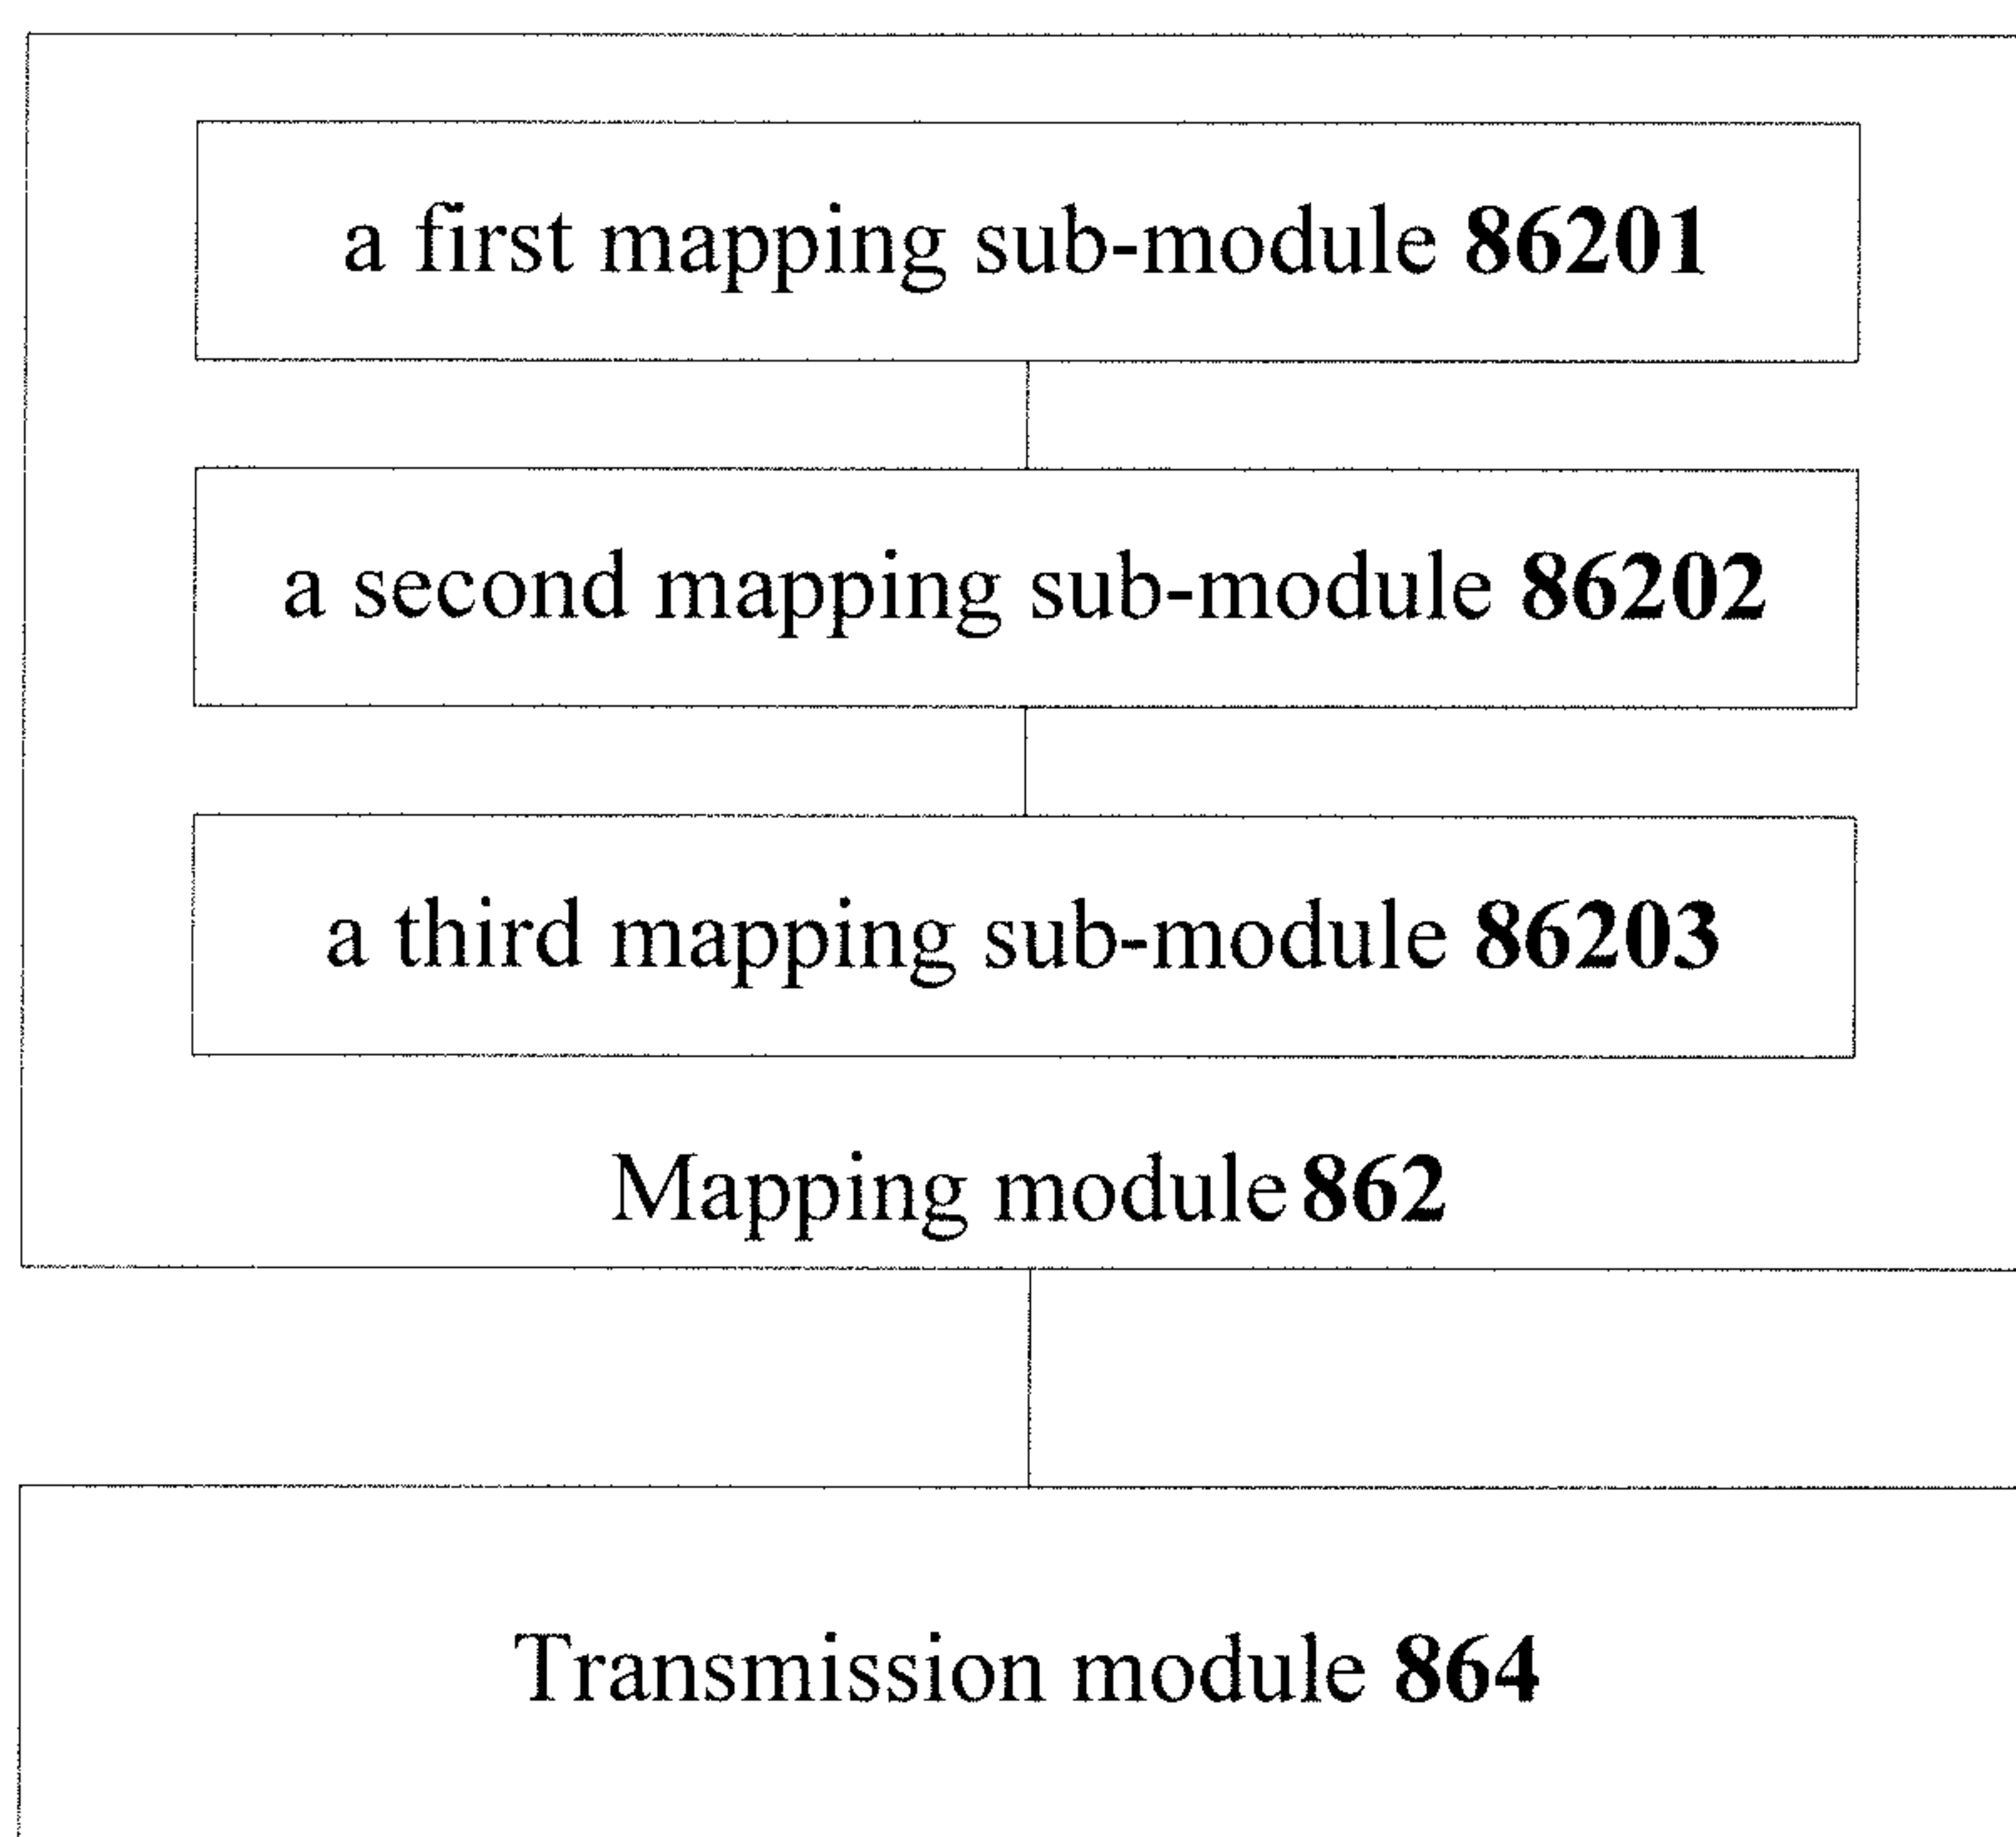 a first mapping sub-module 86201
a second mapping sub-module 86202
a third mapping sub-module 86203
Mapping module 862
Transmission module 864